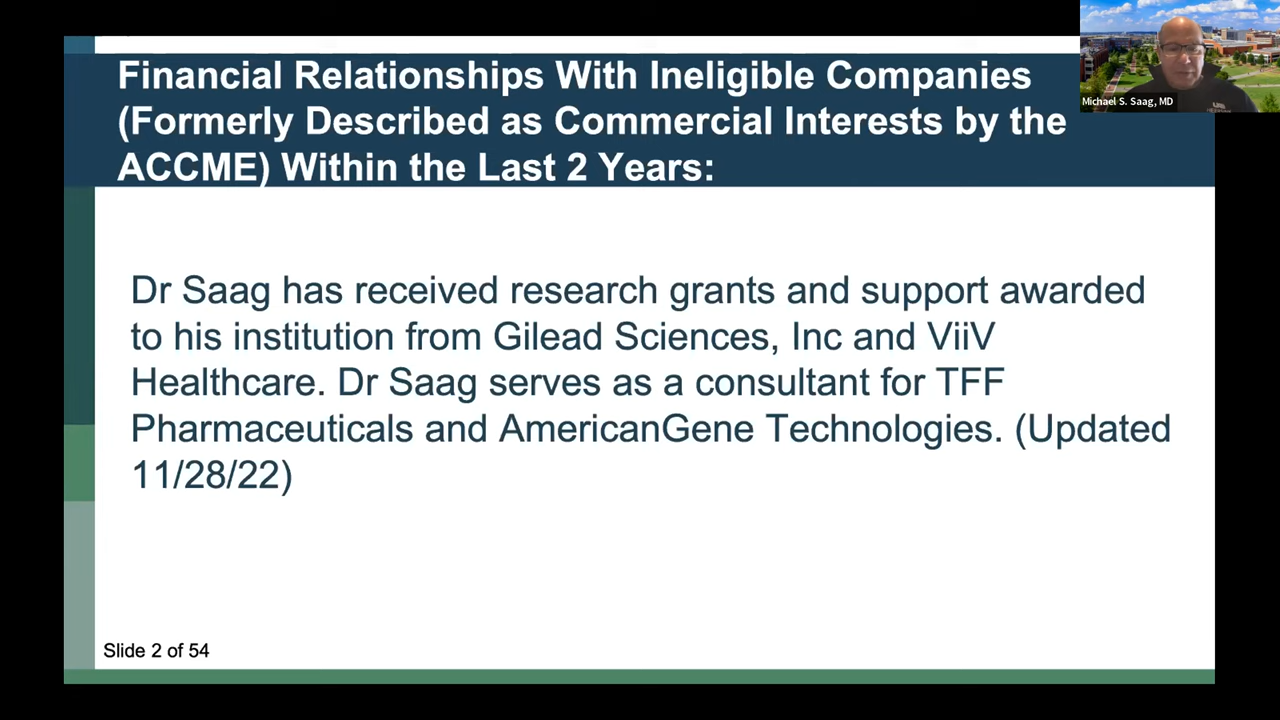 Financial Relationships With Ineligible Companies
(Formerly Described as Commercial Interests by the
ACCME) Within the Last 2 Years:
Michael S. Saag, MD
Dr Saag has received research grants and support awarded
to his institution from Gilead Sciences, Inc and ViiV
Healthcare. Dr Saag serves as a consultant for TFF
Pharmaceuticals and AmericanGene Technologies. (Updated
11/28/22)
Slide 2 of 54